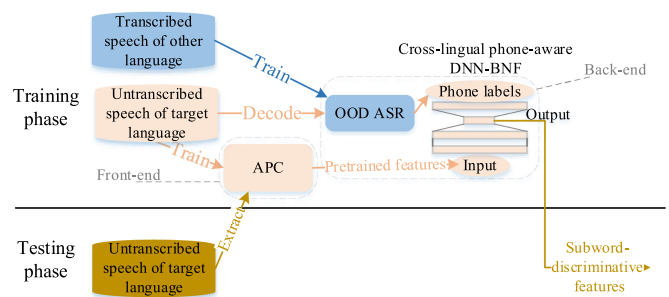 Transcribed
speech of other
language
Train
Cross-lingual phone-aware
DNN-BNF
Back-end
Training
phase
Untranscribed
speech of target
language
Decode
OOD ASR
Phone labels
Output
Train
APC
Pretrained features
Input
Front-end
Testing
phase
Untranscribed
speech of target
language
Extract
Subword-
discriminative
features